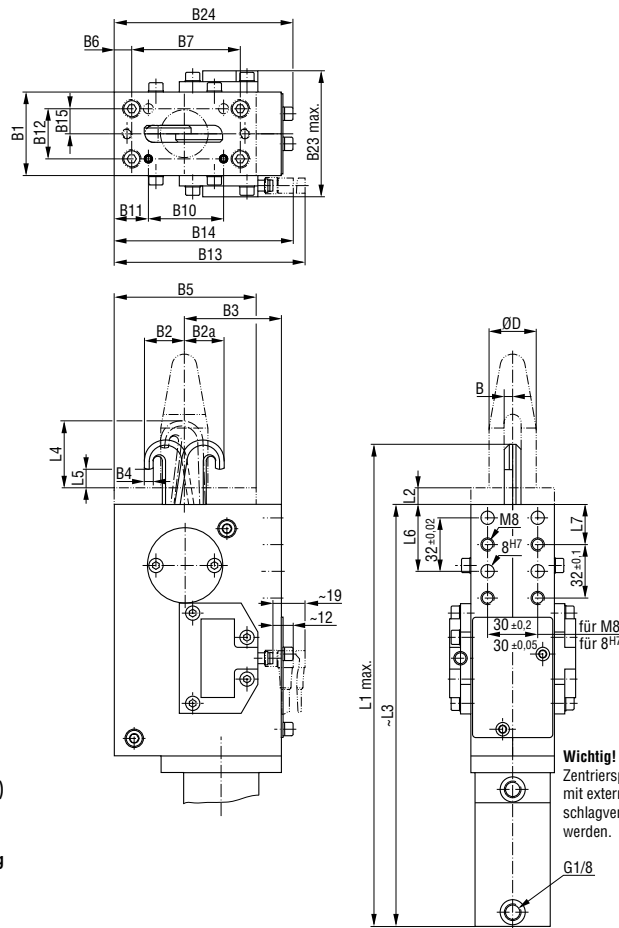 B24
B6
B7
B1
B12
B15
B23 max.
B11
B10
B14
B13
B5
B3
B2
B2a
L4
L5
B4
~19
~12
ØD
B
L2
L6
32±0,02
M8
8H7
L7
32±0,1
30 ±0,2
für M8
30 ±0,05
für 8H7
L1 max.
~L3
Wichtig!
mit extern
werden.
G1/8
)
g